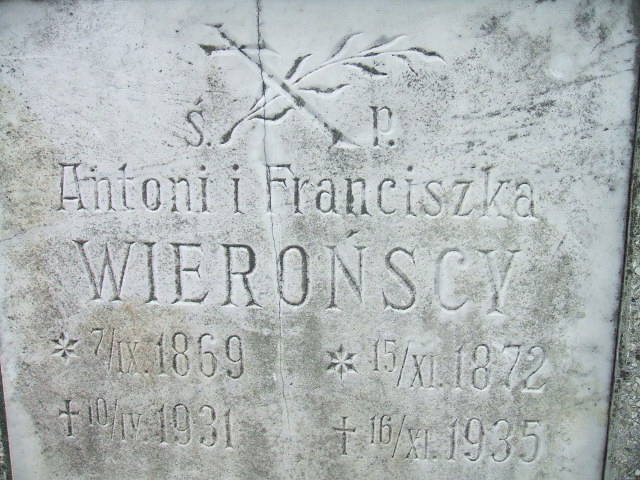 ś. p.
Antoni i Franciszka
WIEROŃSCY
* 7/IX. 1869 * 15/XI. 1872
† 10/IV. 1931 † 16/XI. 1935